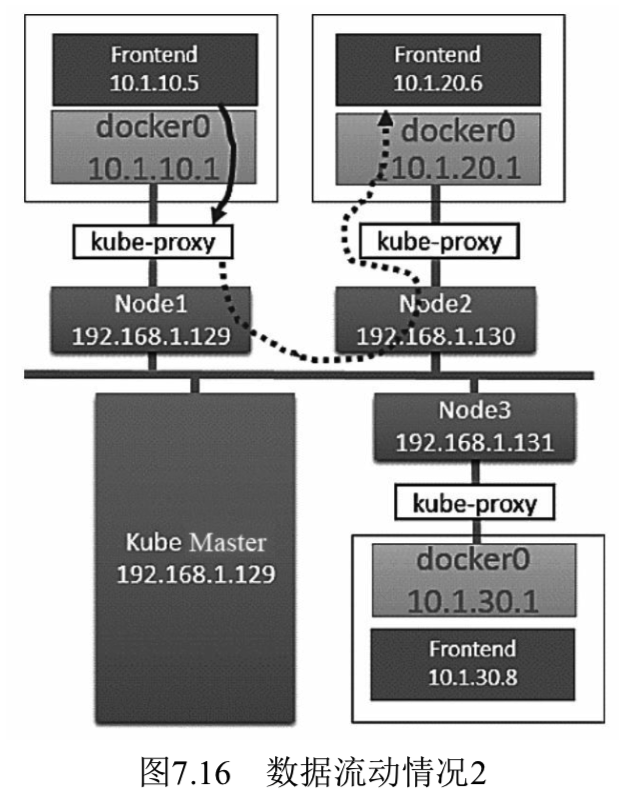 Frontend
10.1.10.5
docker0
10.1.10.1
kube-proxy
Node1
192.168.1.129
Frontend
10.1.20.6
docker0
10.1.20.1
kube-proxy
Node2
192.168.1.130
Kube Master
192.168.1.129
Node3
192.168.1.131
kube-proxy
docker0
10.1.30.1
Frontend
10.1.30.8
图7.16 数据流动情况2